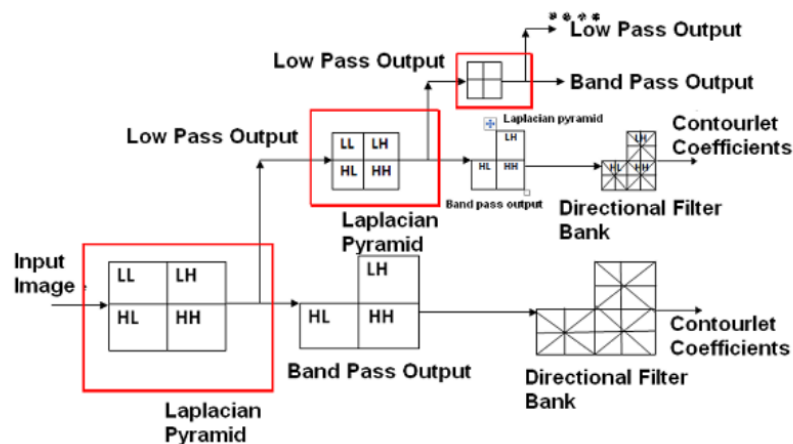 Low Pass Output
Low Pass Output
Band Pass Output
Low Pass Output
LL LH
HL HH
Laplacian pyramid
LH
HL HH
Band pass output
LH
HL HH
Contourlet
Coefficients
Laplacian
Pyramid
Directional Filter
Bank
Input
Image
LL LH
HL HH
LH
HL HH
Band Pass Output
Contourlet
Coefficients
Directional Filter
Bank
Laplacian
Pyramid